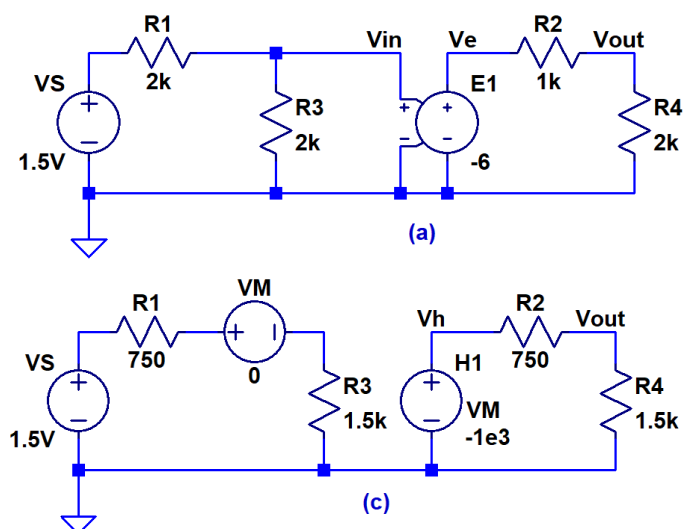 R1
Vin
Ve
R2
Vout
VS
2k
E1
1k
+
R3
+
+
R4
2k
2k
1.5V
-6
(a)
R1
VM
Vh
R2
Vout
VS
750
+
H1
750
+
0
R3
+
VM
R4
1.5V
1.5k
-1e3
1.5k
(c)